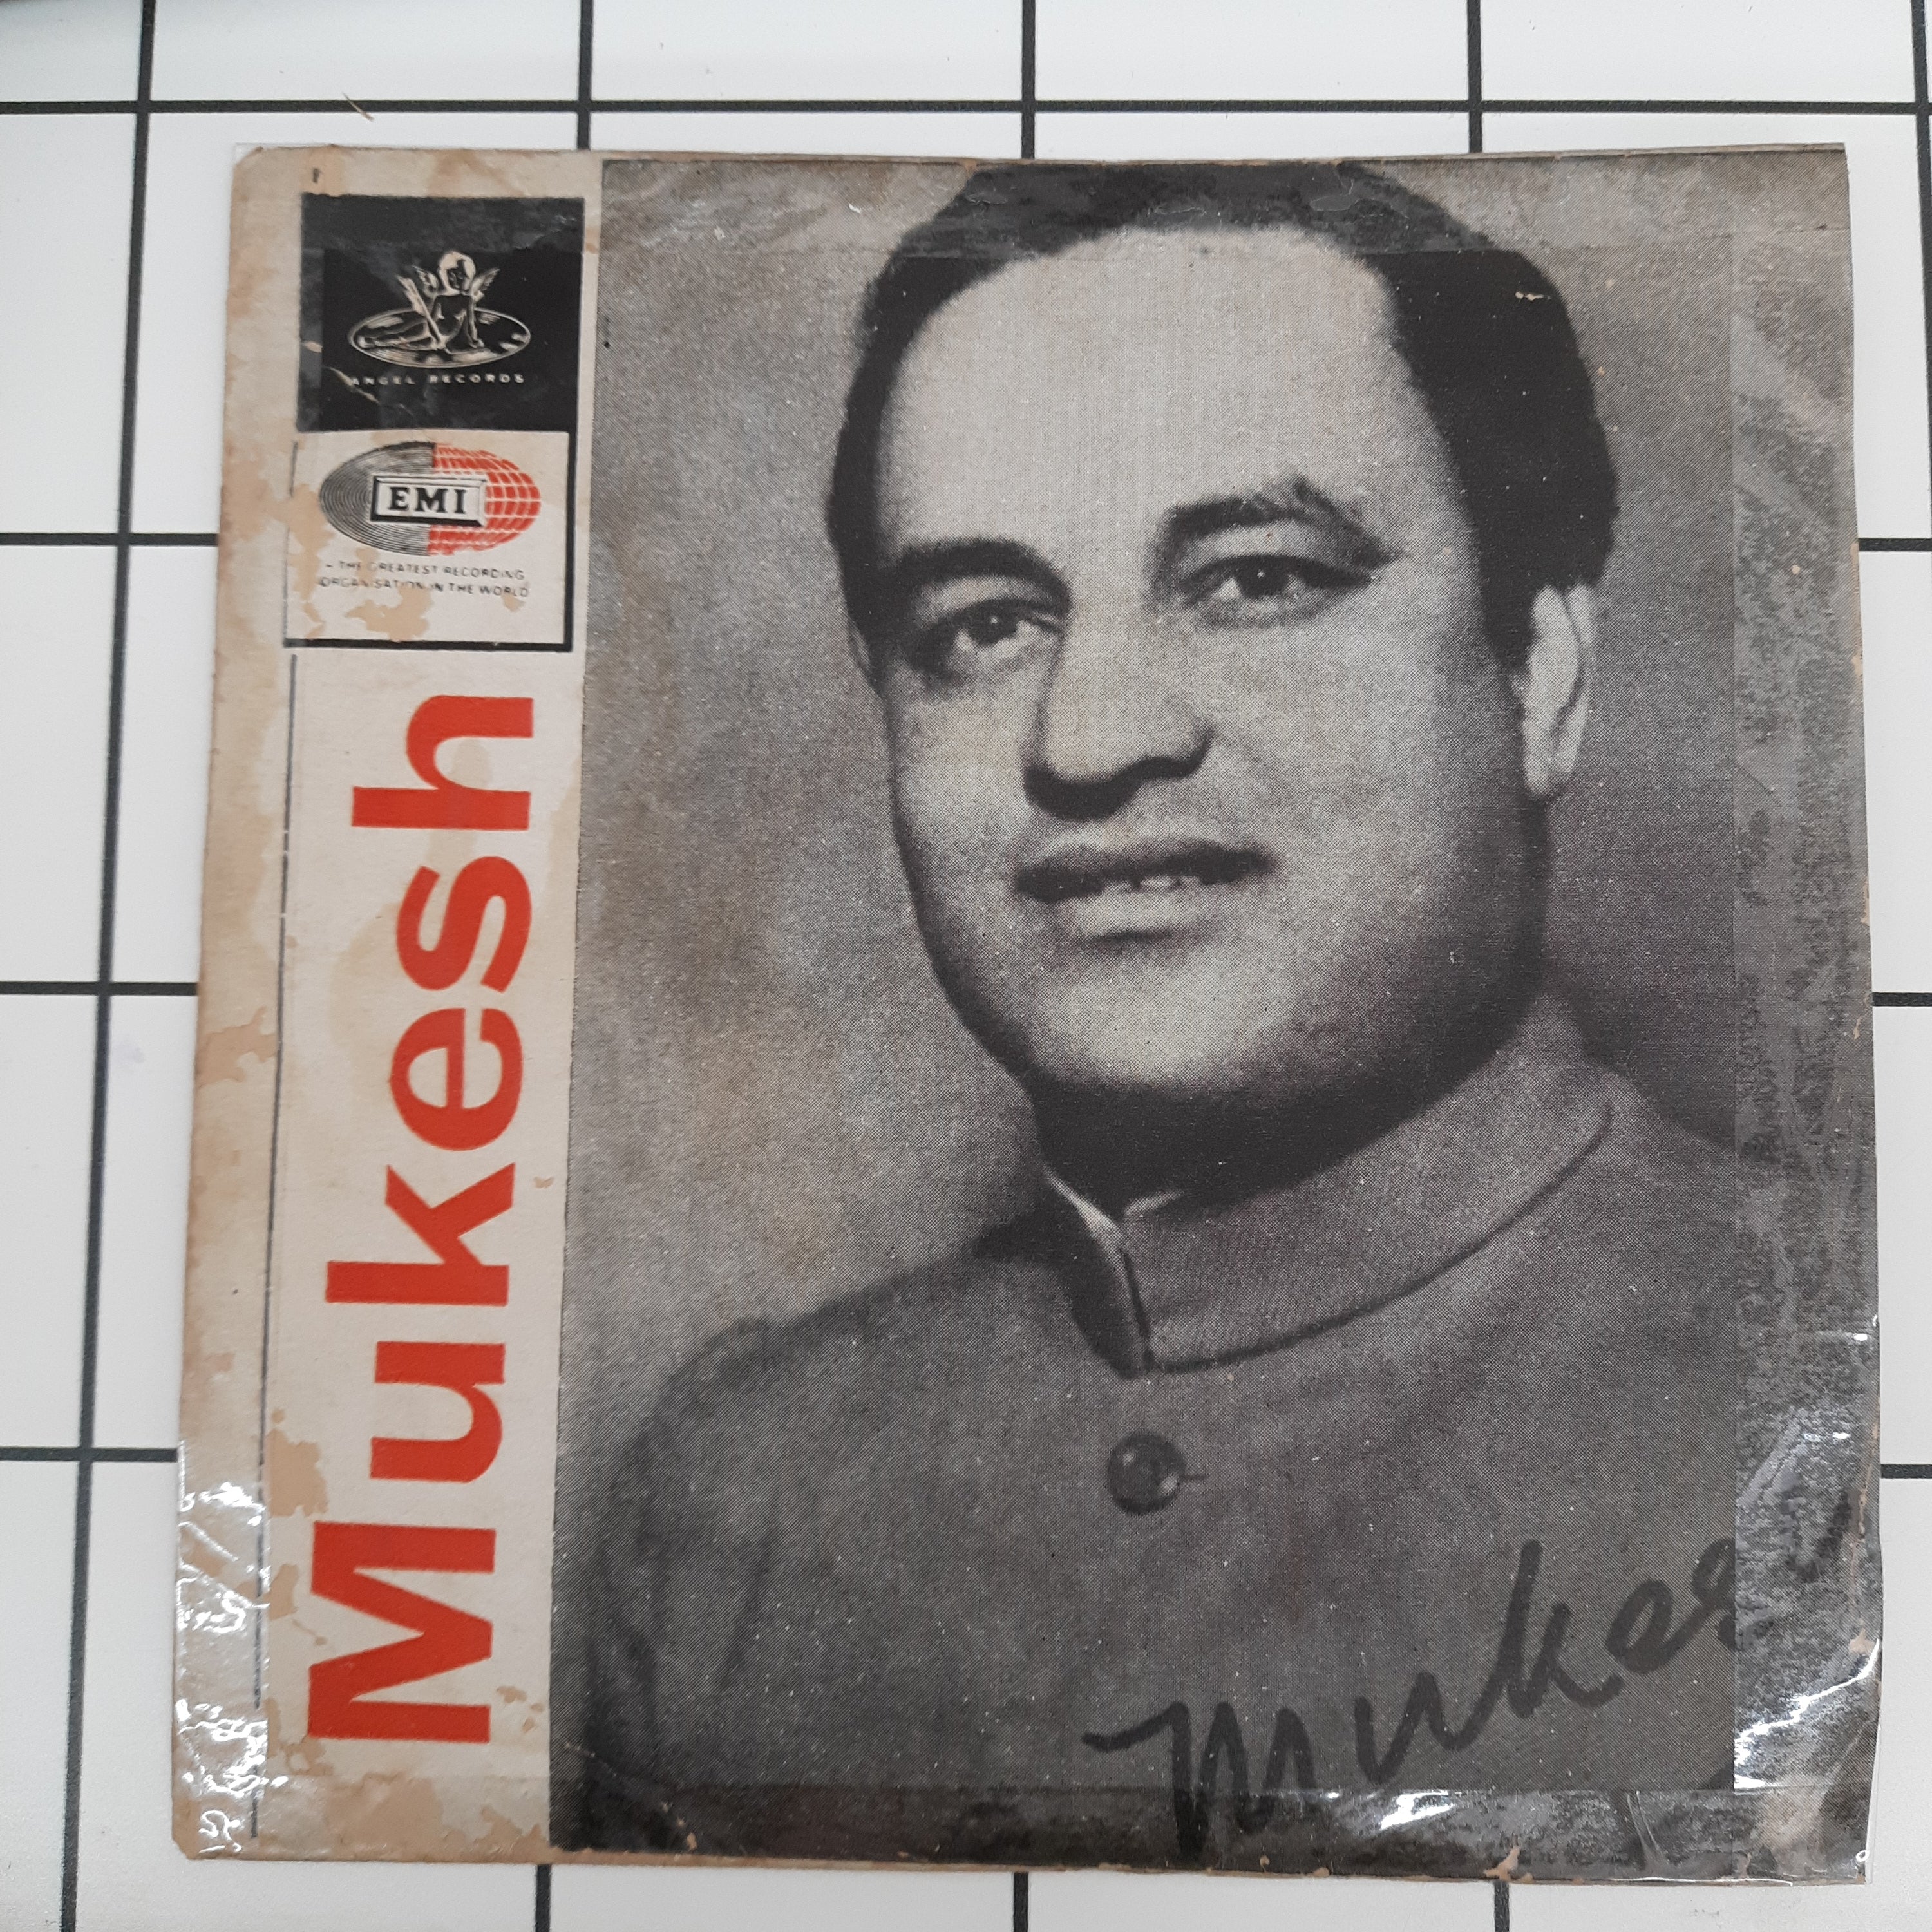 ANGEL RECORDS
EMI
– THE GREATEST RECORDING
ORGANISATION IN THE WORLD
Mukesh
Mukesh